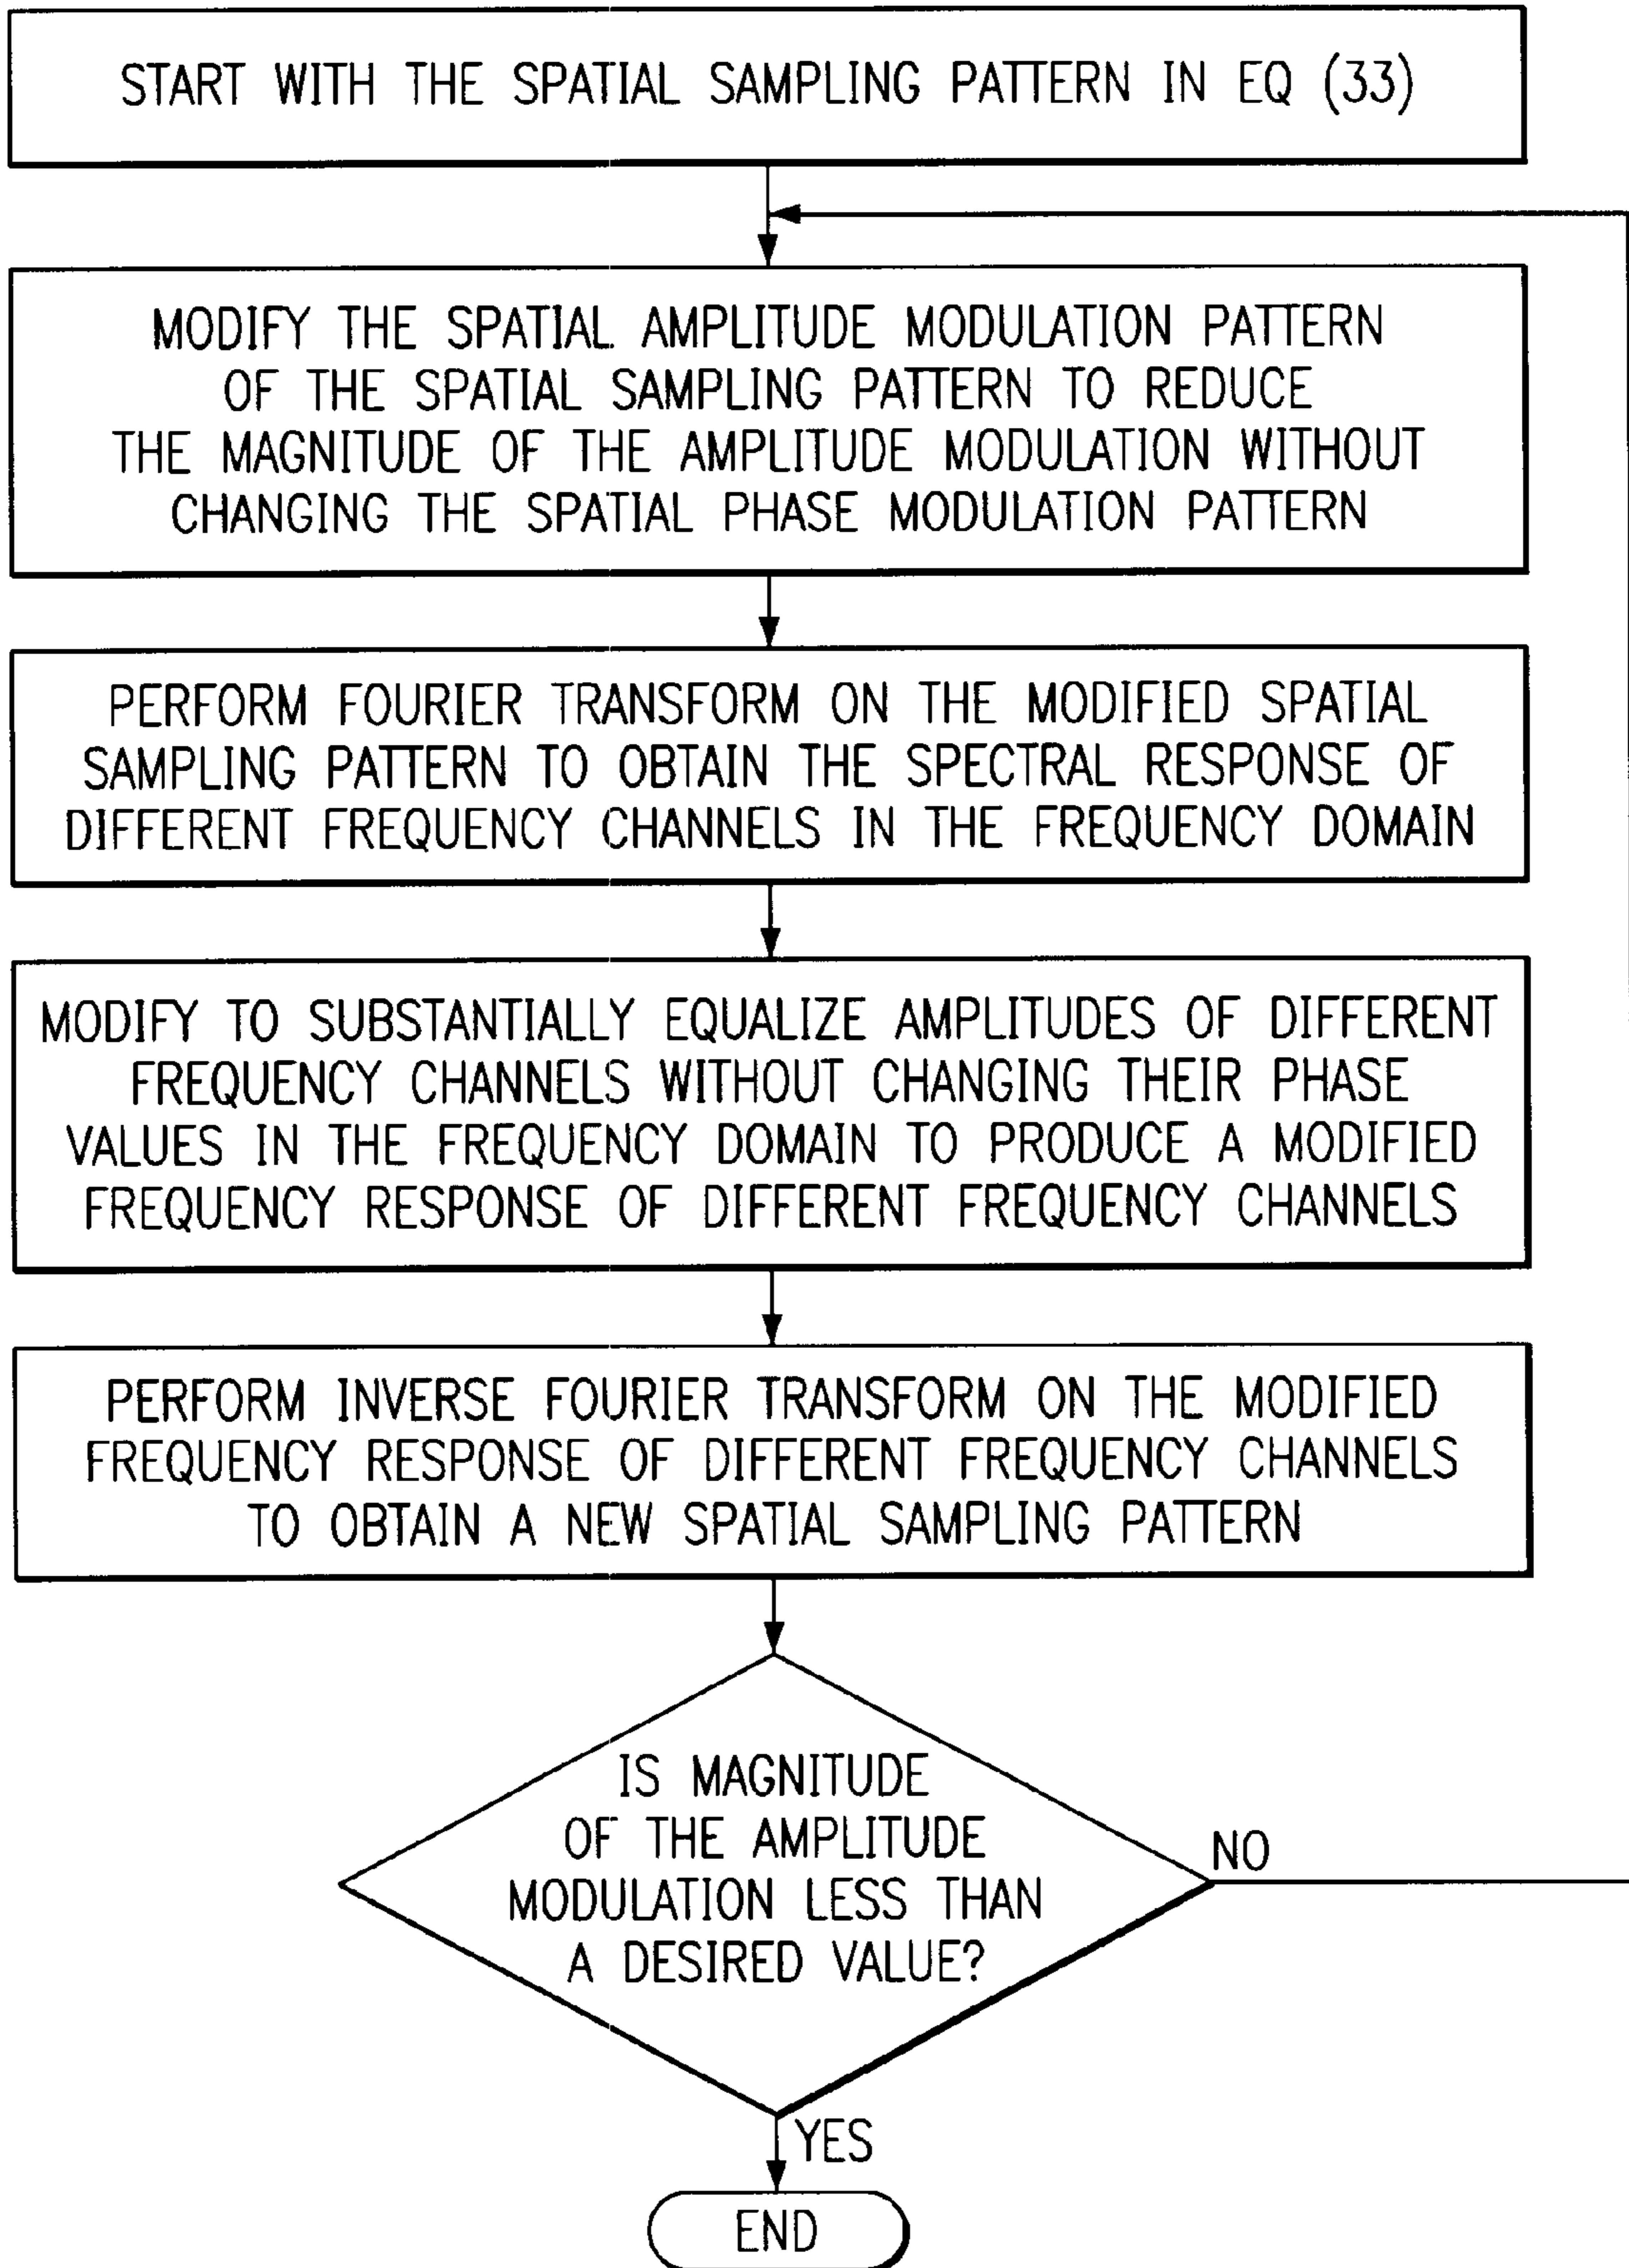 START WITH THE SPATIAL SAMPLING PATTERN IN EQ (33)
MODIFY THE SPATIAL AMPLITUDE MODULATION PATTERN
OF THE SPATIAL SAMPLING PATTERN TO REDUCE
THE MAGNITUDE OF THE AMPLITUDE MODULATION WITHOUT
CHANGING THE SPATIAL PHASE MODULATION PATTERN
PERFORM FOURIER TRANSFORM ON THE MODIFIED SPATIAL
SAMPLING PATTERN TO OBTAIN THE SPECTRAL RESPONSE OF
DIFFERENT FREQUENCY CHANNELS IN THE FREQUENCY DOMAIN
MODIFY TO SUBSTANTIALLY EQUALIZE AMPLITUDES OF DIFFERENT
FREQUENCY CHANNELS WITHOUT CHANGING THEIR PHASE
VALUES IN THE FREQUENCY DOMAIN TO PRODUCE A MODIFIED
FREQUENCY RESPONSE OF DIFFERENT FREQUENCY CHANNELS
PERFORM INVERSE FOURIER TRANSFORM ON THE MODIFIED
FREQUENCY RESPONSE OF DIFFERENT FREQUENCY CHANNELS
TO OBTAIN A NEW SPATIAL SAMPLING PATTERN
IS MAGNITUDE
OF THE AMPLITUDE
MODULATION LESS THAN
A DESIRED VALUE?
NO
YES
END